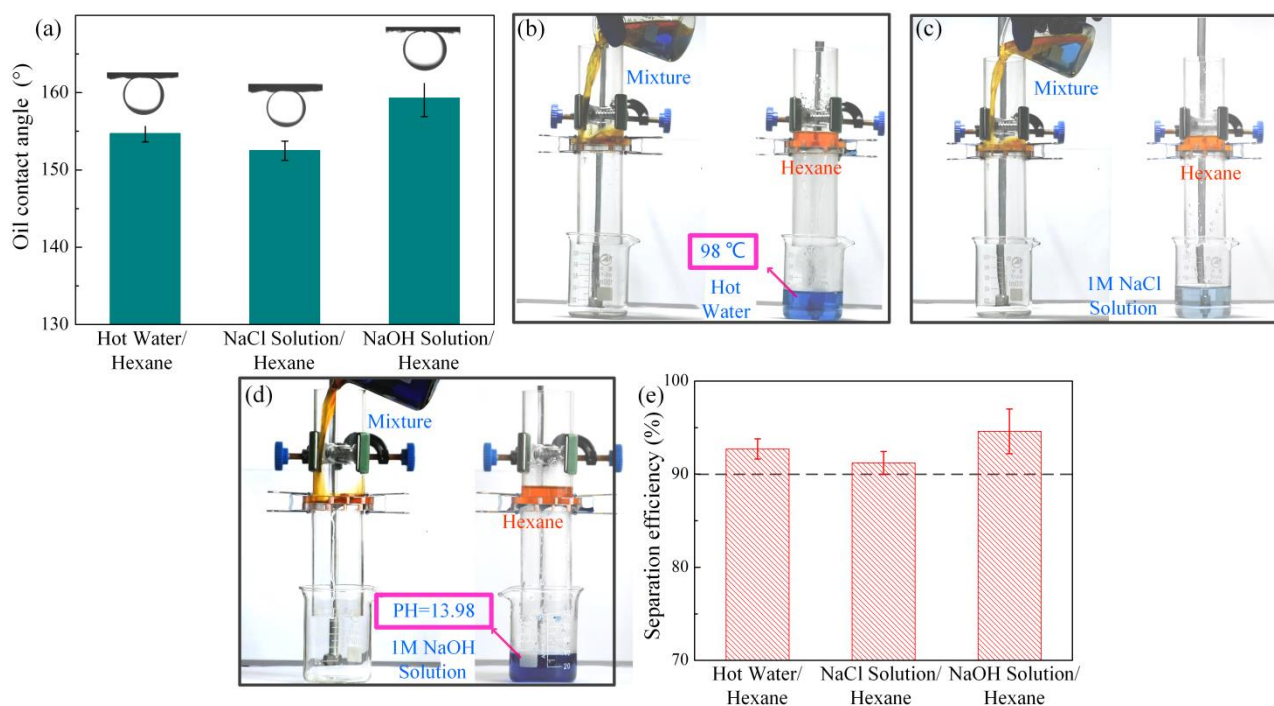 (a)
Oil contact angle (°)
160
150
140
130
Hot Water/
Hexane
NaCl Solution/
Hexane
NaOH Solution/
Hexane
(b)
Mixture
Hexane
98 ℃
Hot
Water
(c)
Mixture
Hexane
1M NaCl
Solution
(d)
Mixture
Hexane
PH=13.98
1M NaOH
Solution
20
(e)
Separation efficiency (%)
100
90
80
70
Hot Water/
Hexane
NaCl Solution/
Hexane
NaOH Solution/
Hexane